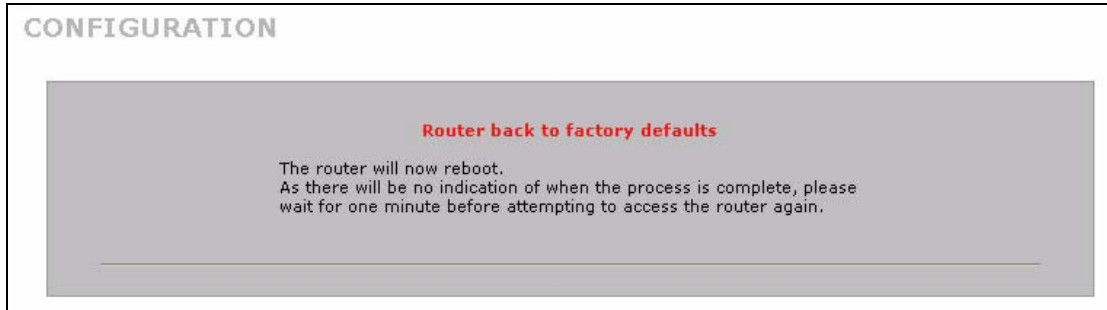 CONFIGURATION
Router back to factory defaults
The router will now reboot.
As there will be no indication of when the process is complete, please
wait for one minute before attempting to access the router again.